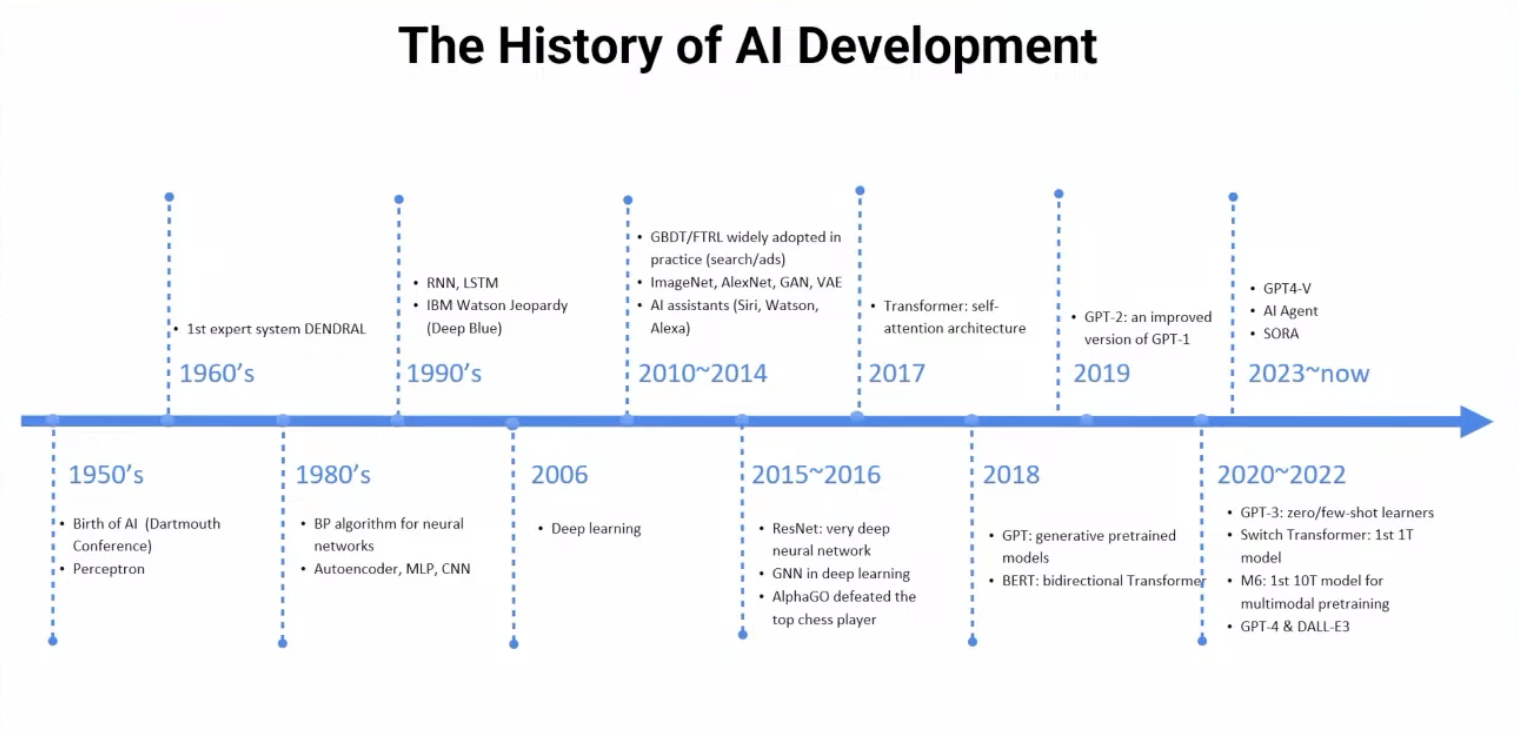 The History of AI Development
• 1st expert system DENDRAL
1960's
• RNN, LSTM
• IBM Watson Jeopardy
(Deep Blue)
1990's
• GBDT/FTRL widely adopted in
practice (search/ads)
• ImageNet, AlexNet, GAN, VAE
• AI assistants (Siri, Watson,
Alexa)
2010~2014
• Transformer: self-
attention architecture
2017
• GPT-2: an improved
version of GPT-1
2019
• GPT4-V
• AI Agent
• SORA
2023~now
1950's
• Birth of AI (Dartmouth
Conference)
• Perceptron
1980's
• BP algorithm for neural
networks
• Autoencoder, MLP, CNN
2006
• Deep learning
2015~2016
• ResNet: very deep
neural network
• GNN in deep learning
• AlphaGO defeated the
top chess player
2018
• GPT: generative pretrained
models
• BERT: bidirectional Transformer
2020~2022
• GPT-3: zero/few-shot learners
• Switch Transformer: 1st 1T
model
• M6: 1st 10T model for
multimodal pretraining
• GPT-4 & DALL-E3